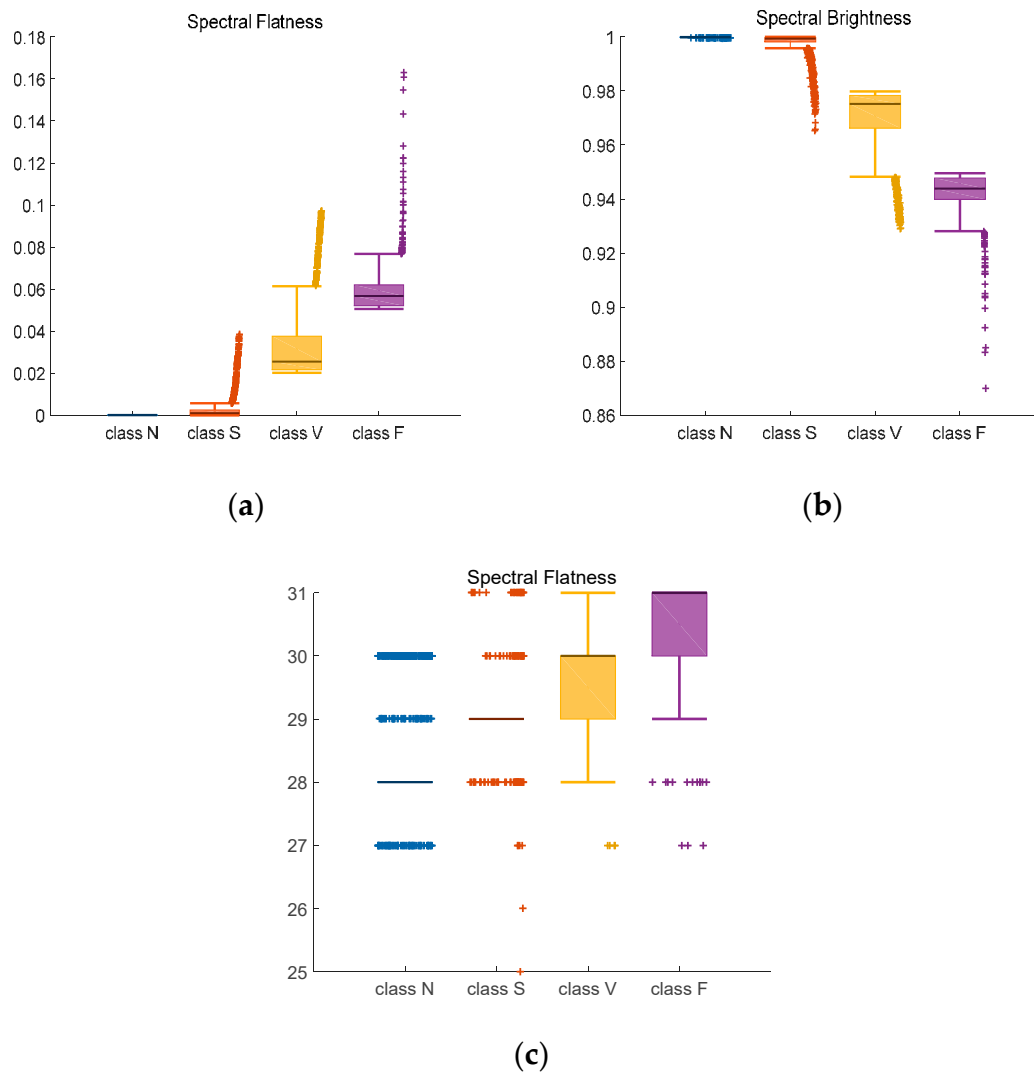 Spectral Flatness
0.18
0.16
0.14
0.12
0.1
0.08
0.06
0.04
0.02
0
class N class S class V class F
(a)
Spectral Brightness
1
0.98
0.96
0.94
0.92
0.9
0.88
0.86
class N class S class V class F
(b)
Spectral Flatness
31
30
29
28
27
26
25
class N class S class V class F
(c)